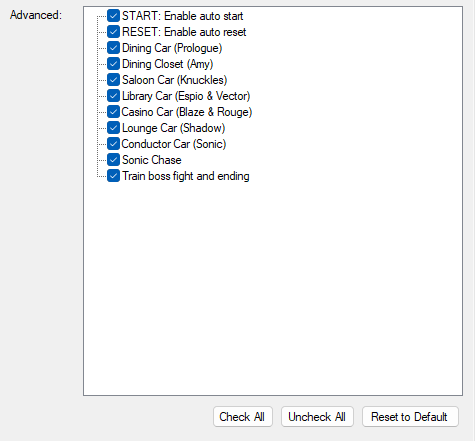 Advanced:
START: Enable auto start
RESET: Enable auto reset
Dining Car (Prologue)
Dining Closet (Amy)
Saloon Car (Knuckles)
Library Car (Espio & Vector)
Casino Car (Blaze & Rouge)
Lounge Car (Shadow)
Conductor Car (Sonic)
Sonic Chase
Train boss fight and ending
Check All Uncheck All Reset to Default